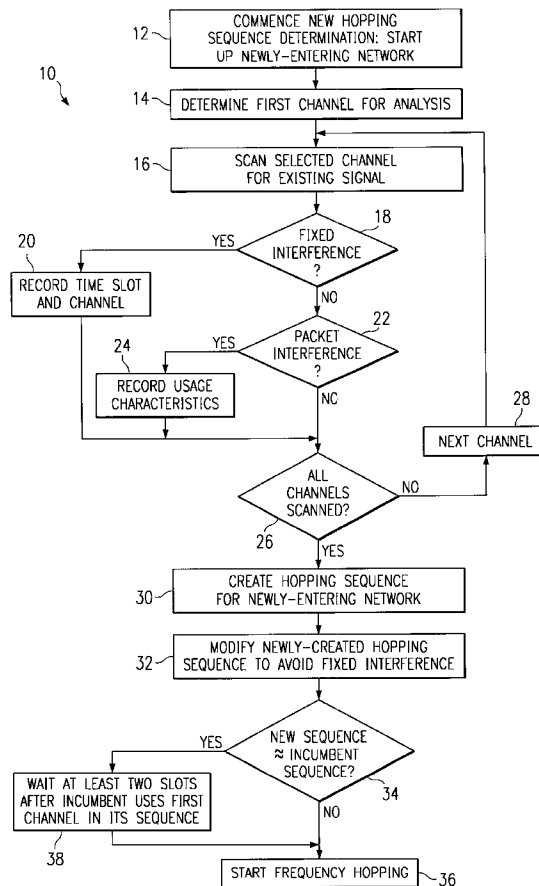 12
COMMENCE NEW HOPPING
SEQUENCE DETERMINATION: START
UP NEWLY-ENTERING NETWORK
10
14
DETERMINE FIRST CHANNEL FOR ANALYSIS
16
SCAN SELECTED CHANNEL
FOR EXISTING SIGNAL
18
YES
FIXED
INTERFERENCE
?
20
RECORD TIME SLOT
AND CHANNEL
NO
22
YES
PACKET
INTERFERENCE
?
24
RECORD USAGE
CHARACTERISTICS
NO
28
NEXT CHANNEL
ALL
CHANNELS
SCANNED?
NO
26
YES
30
CREATE HOPPING SEQUENCE
FOR NEWLY-ENTERING NETWORK
32
MODIFY NEWLY-CREATED HOPPING
SEQUENCE TO AVOID FIXED INTERFERENCE
YES
NEW SEQUENCE
≈ INCUMBENT
SEQUENCE?
34
WAIT AT LEAST TWO SLOTS
AFTER INCUMBENT USES FIRST
CHANNEL IN ITS SEQUENCE
38
NO
START FREQUENCY HOPPING
36